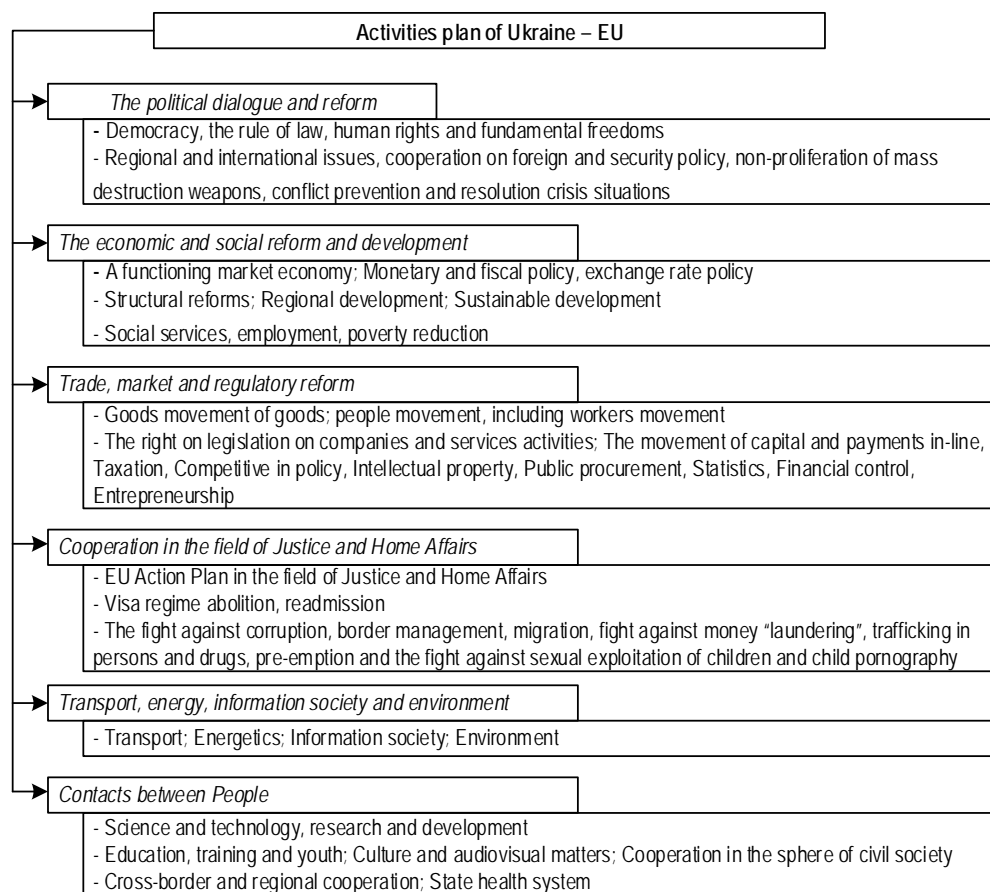 Activities plan of Ukraine – EU
The political dialogue and reform
- Democracy, the rule of law, human rights and fundamental freedoms
- Regional and international issues, cooperation on foreign and security policy, non-proliferation of mass
destruction weapons, conflict prevention and resolution crisis situations
The economic and social reform and development
- A functioning market economy; Monetary and fiscal policy, exchange rate policy
- Structural reforms; Regional development; Sustainable development
- Social services, employment, poverty reduction
Trade, market and regulatory reform
- Goods movement of goods; people movement, including workers movement
- The right on legislation on companies and services activities; The movement of capital and payments in-line,
Taxation, Competitive in policy, Intellectual property, Public procurement, Statistics, Financial control,
Entrepreneurship
Cooperation in the field of Justice and Home Affairs
- EU Action Plan in the field of Justice and Home Affairs
- Visa regime abolition, readmission
- The fight against corruption, border management, migration, fight against money “laundering”, trafficking in
persons and drugs, pre-emption and the fight against sexual exploitation of children and child pornography
Transport, energy, information society and environment
- Transport; Energetics; Information society; Environment
Contacts between People
- Science and technology, research and development
- Education, training and youth; Culture and audiovisual matters; Cooperation in the sphere of civil society
- Cross-border and regional cooperation; State health system